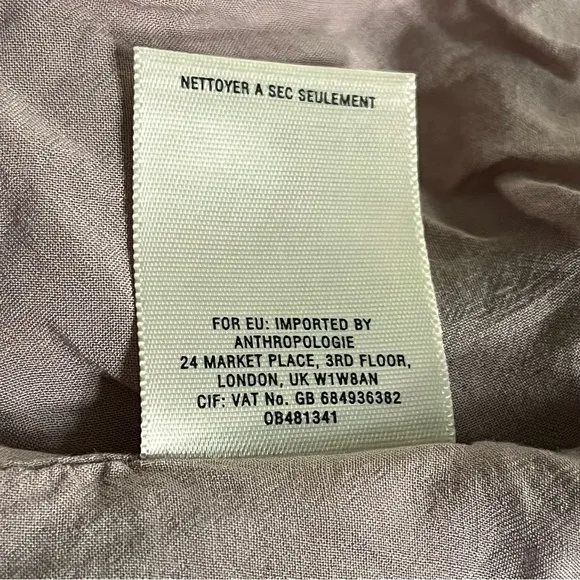 NETTOYER A SEC SEULEMENT
FOR EU: IMPORTED BY
ANTHROPOLOGIE
24 MARKET PLACE, 3RD FLOOR,
LONDON, UK W1W8AN
CIF: VAT No. GB 684936382
OB481341